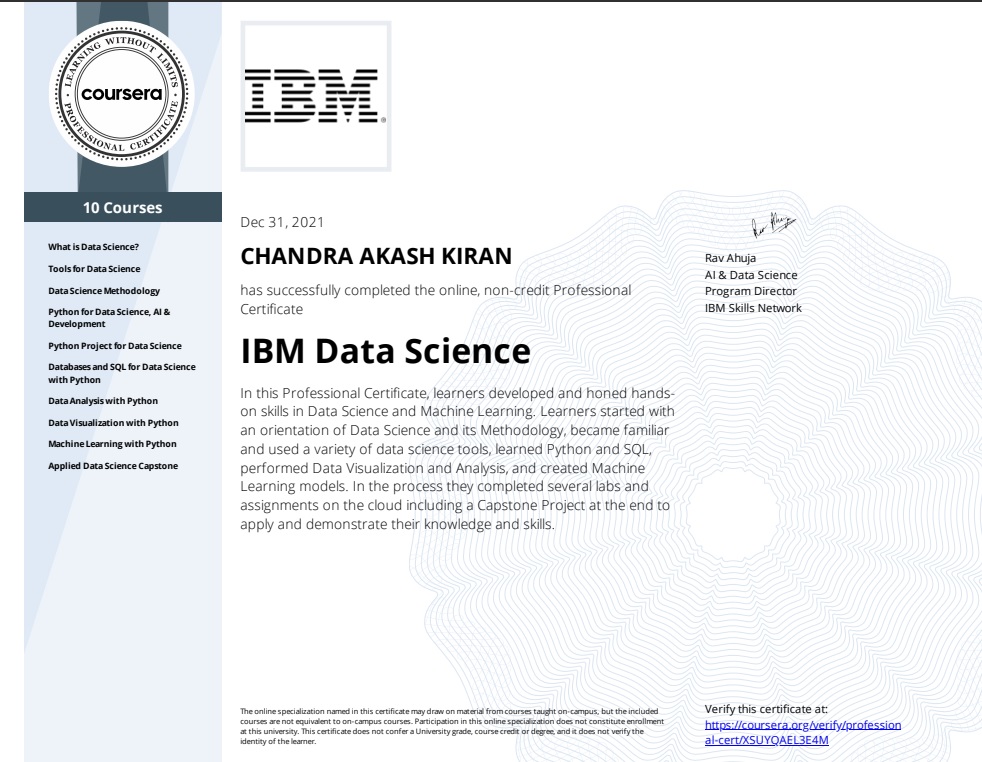 LEARNING WITHOUT LIMITS
coursera
PROFESSIONAL CERTIFICATE
10 Courses
What is Data Science?
Tools for Data Science
Data Science Methodology
Python for Data Science, AI &
Development
Python Project for Data Science
Databases and SQL for Data Science
with Python
Data Analysis with Python
Data Visualization with Python
Machine Learning with Python
Applied Data Science Capstone
IBM®
Dec 31, 2021
CHANDRA AKASH KIRAN
has successfully completed the online, non-credit Professional
Certificate
IBM Data Science
In this Professional Certificate, learners developed and honed hands-
on skills in Data Science and Machine Learning. Learners started with
an orientation of Data Science and its Methodology, became familiar
and used a variety of data science tools, learned Python and SQL,
performed Data Visualization and Analysis, and created Machine
Learning models. In the process they completed several labs and
assignments on the cloud including a Capstone Project at the end to
apply and demonstrate their knowledge and skills.
Rav Ahuja
Rav Ahuja
AI & Data Science
Program Director
IBM Skills Network
The online specialization named in this certificate may draw on material from courses taught on-campus, but the included
courses are not equivalent to on-campus courses. Participation in this online specialization does not constitute enrollment
at this university. This certificate does not confer a University grade, course credit or degree, and it does not verify the
identity of the learner.
Verify this certificate at:
https://coursera.org/verify/profession
al-cert/XSUYQAEL3E4M